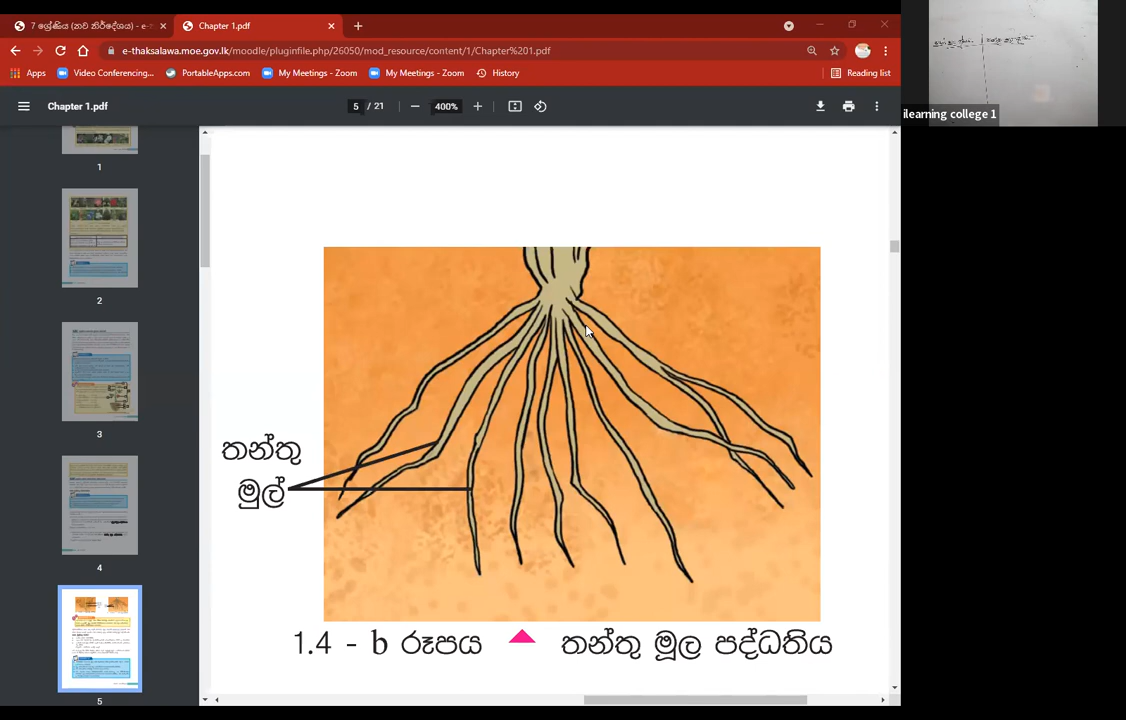 7 ශ්‍රේණිය (නව නිර්දේශය) - e-
Chapter 1.pdf
e-thaksalawa.moe.gov.lk/moodle/pluginfile.php/26050/mod_resource/content/1/Chapter%201.pdf
Apps
Video Conferencing...
PortableApps.com
My Meetings - Zoom
My Meetings - Zoom
History
Reading list
Chapter 1.pdf
5 / 21
400%
ilearning college 1
1
2
3
4
5
තන්තු
මුල්
1.4 - b රූපය ▲ තන්තු මූල පද්ධතිය